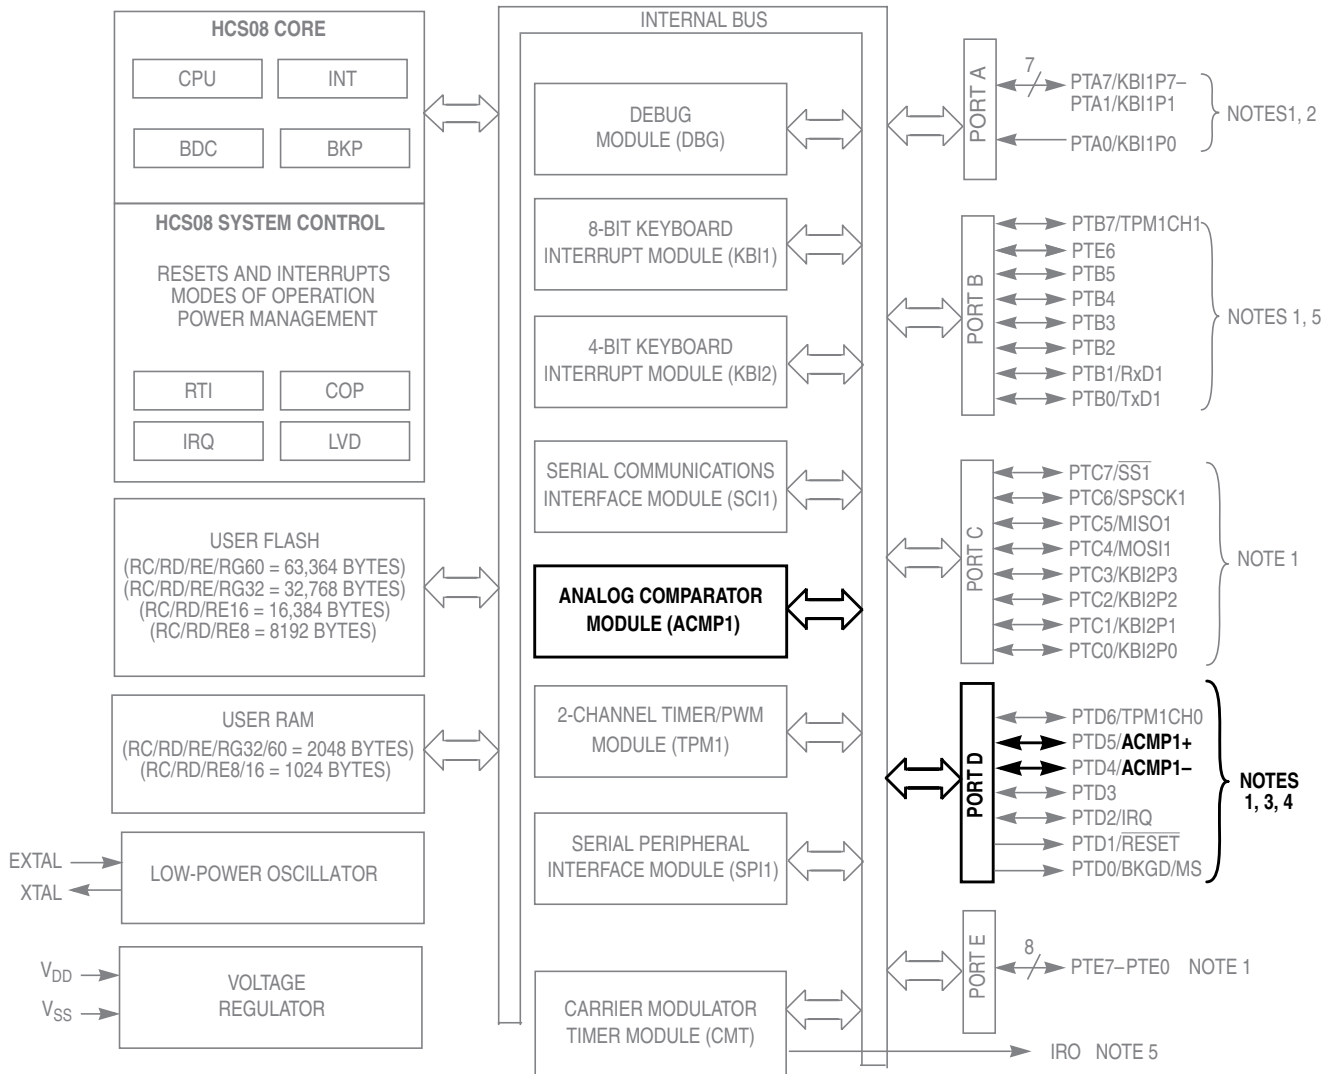 INTERNAL BUS
HCS08 CORE
CPU
INT
BDC
BKP
HCS08 SYSTEM CONTROL
RESETS AND INTERRUPTS
MODES OF OPERATION
POWER MANAGEMENT
RTI
COP
IRQ
LVD
USER FLASH
(RC/RD/RE/RG60 = 63,364 BYTES)
(RC/RD/RE/RG32 = 32,768 BYTES)
(RC/RD/RE16 = 16,384 BYTES)
(RC/RD/RE8 = 8192 BYTES)
USER RAM
(RC/RD/RE/RG32/60 = 2048 BYTES)
(RC/RD/RE8/16 = 1024 BYTES)
EXTAL
XTAL
LOW-POWER OSCILLATOR
VDD
VSS
VOLTAGE
REGULATOR
DEBUG
MODULE (DBG)
8-BIT KEYBOARD
INTERRUPT MODULE (KBI1)
4-BIT KEYBOARD
INTERRUPT MODULE (KBI2)
SERIAL COMMUNICATIONS
INTERFACE MODULE (SCI1)
ANALOG COMPARATOR
MODULE (ACMP1)
2-CHANNEL TIMER/PWM
MODULE (TPM1)
SERIAL PERIPHERAL
INTERFACE MODULE (SPI1)
CARRIER MODULATOR
TIMER MODULE (CMT)
PORT A
7
PTA7/KBI1P7–
PTA1/KBI1P1
PTA0/KBI1P0
NOTES1, 2
PORT B
PTB7/TPM1CH1
PTE6
PTB5
PTB4
PTB3
PTB2
PTB1/RxD1
PTB0/TxD1
NOTES 1, 5
PORT C
PTC7/SS1
PTC6/SPSCK1
PTC5/MISO1
PTC4/MOSI1
PTC3/KBI2P3
PTC2/KBI2P2
PTC1/KBI2P1
PTC0/KBI2P0
NOTE 1
PORT D
PTD6/TPM1CH0
PTD5/ACMP1+
PTD4/ACMP1–
PTD3
PTD2/IRQ
PTD1/RESET
PTD0/BKGD/MS
NOTES
1, 3, 4
PORT E
8
PTE7–PTE0 NOTE 1
IRO NOTE 5